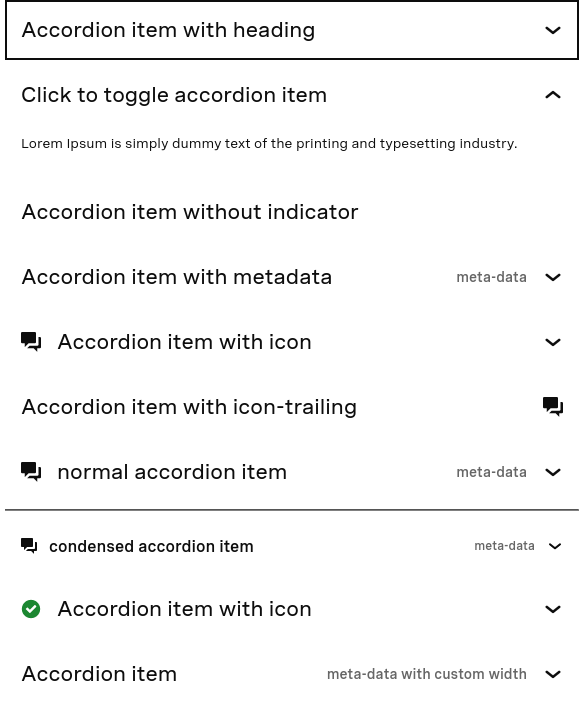 Accordion item with heading
Click to toggle accordion item
Lorem Ipsum is simply dummy text of the printing and typesetting industry.
Accordion item without indicator
Accordion item with metadata meta-data
Accordion item with icon
Accordion item with icon-trailing
normal accordion item meta-data
condensed accordion item meta-data
Accordion item with icon
Accordion item meta-data with custom width